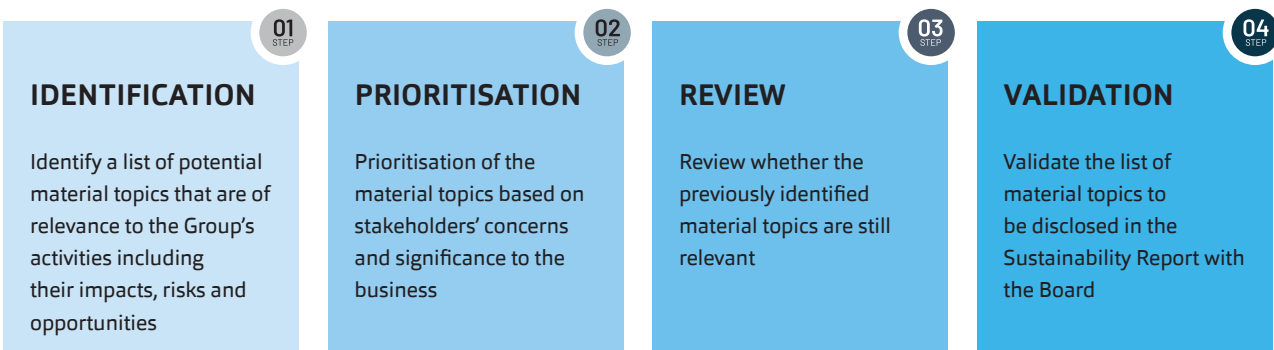 01
STEP
IDENTIFICATION
Identify a list of potential
material topics that are of
relevance to the Group’s
activities including
their impacts, risks and
opportunities
02
STEP
PRIORITISATION
Prioritisation of the
material topics based on
stakeholders’ concerns
and significance to the
business
03
STEP
REVIEW
Review whether the
previously identified
material topics are still
relevant
04
STEP
VALIDATION
Validate the list of
material topics to
be disclosed in the
Sustainability Report with
the Board